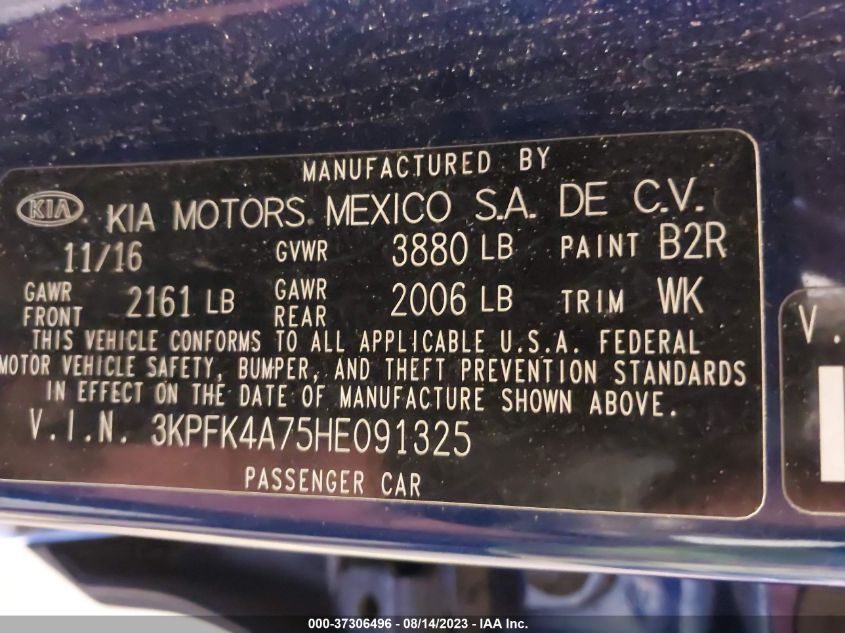 MANUFACTURED BY
KIA KIA MOTORS MEXICO S.A. DE C.V.
11/16 GVWR 3880 LB PAINT B2R
GAWR FRONT 2161 LB GAWR REAR 2006 LB TRIM WK
THIS VEHICLE CONFORMS TO ALL APPLICABLE U.S.A. FEDERAL
MOTOR VEHICLE SAFETY, BUMPER, AND THEFT PREVENTION STANDARDS
IN EFFECT ON THE DATE OF MANUFACTURE SHOWN ABOVE.
V.I.N. 3KPFK4A75HE091325
PASSENGER CAR
V.
000-37306496 - 08/14/2023 - IAA Inc.